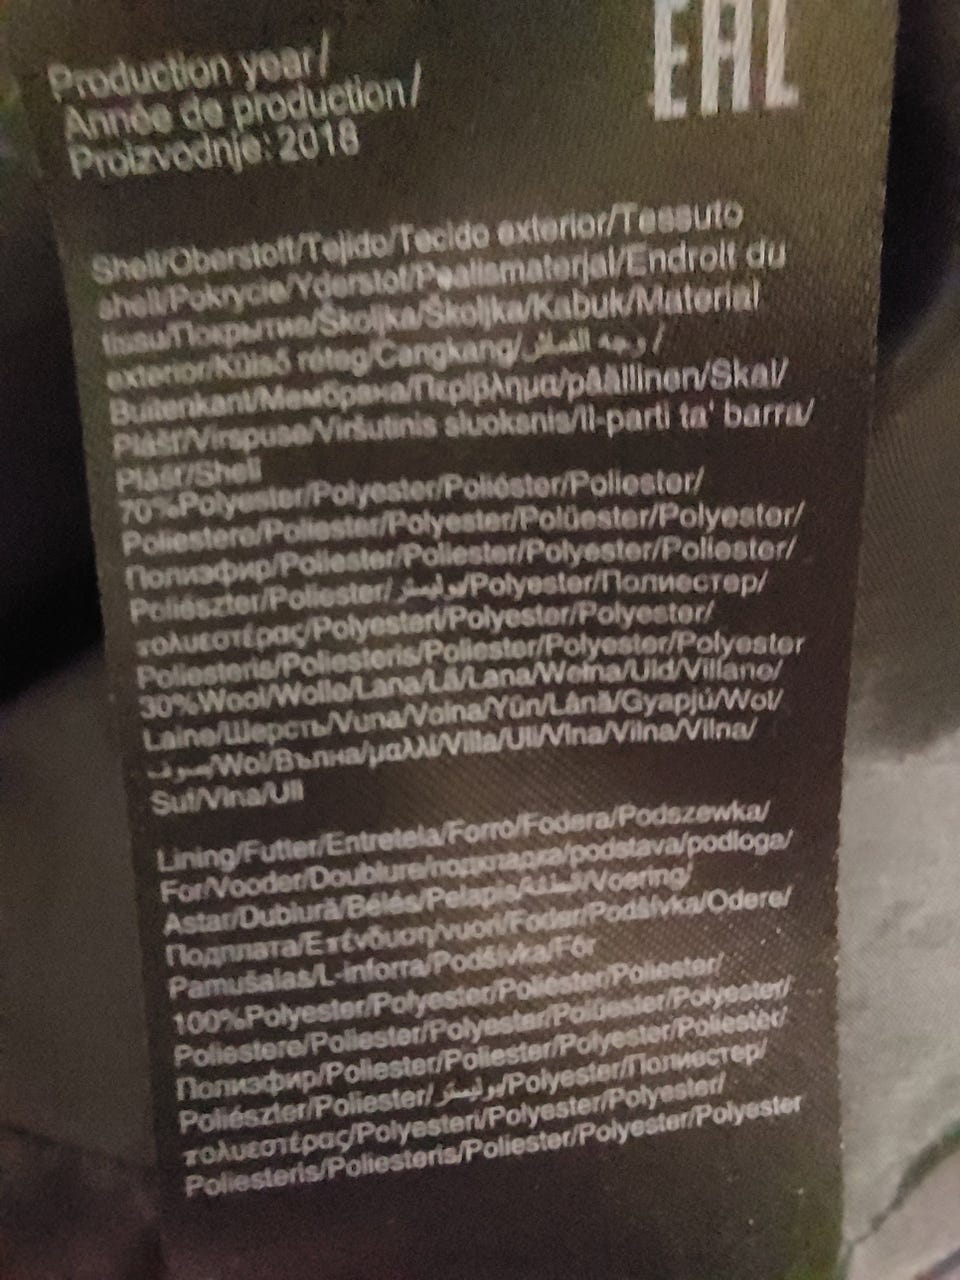 EAC
Production year/
Année de production/
Proizvodnje: 2018
Shell/Oberstoff/Tejido/Tecido exterior/Tessuto
shell/Pokrycie/Yderstof/Pealismaterjal/Endroit du
tissu/Покрытие/Školjka/Školjka/Kabuk/Material
exterior/Külső réteg/Cangkang/وجه القماش/
Buitenkant/Мембрана/Περίβλημα/päällinen/Skal/
Plášť/Virspuse/Viršutinis sluoksnis/Il-parti ta' barra/
Plášť/Shell
70%Polyester/Polyester/Poliéster/Poliester/
Poliestere/Poliester/Polyester/Polüester/Polyester/
Полиэфир/Poliester/Poliester/Polyester/Poliester/
Poliészter/Poliester/بوليستر/Polyester/Полиестер/
πολυεστέρας/Polyesteri/Polyester/Polyester/
Poliesteris/Poliesteris/Poliester/Polyester/Polyester
30%Wool/Wolle/Lana/Lã/Lana/Wełna/Uld/Villane/
Laine/Шерсть/Vuna/Volna/Yün/Lână/Gyapjú/Wol/
صوف/Wol/Вълна/μαλλί/Villa/Ull/Vlna/Vilna/Vilna/
Suf/Vlna/Ull
Lining/Futter/Entretela/Forro/Fodera/Podszewka/
For/Vooder/Doublure/подкладка/podstava/podloga/
Astar/Dublură/Bélés/Pelapis/البطانة/Voering/
Подплата/Επένδυση/vuori/Foder/Podšívka/Odere/
Pamušalas/L-inforra/Podšívka/Fór
100%Polyester/Polyester/Poliéster/Poliester/
Poliestere/Poliester/Polyester/Polüester/Polyester/
Полиэфир/Poliester/Poliester/Polyester/Poliester/
Poliészter/Poliester/بوليستر/Polyester/Полиестер/
πολυεστέρας/Polyesteri/Polyester/Polyester/
Poliesteris/Poliesteris/Poliester/Polyester/Polyester